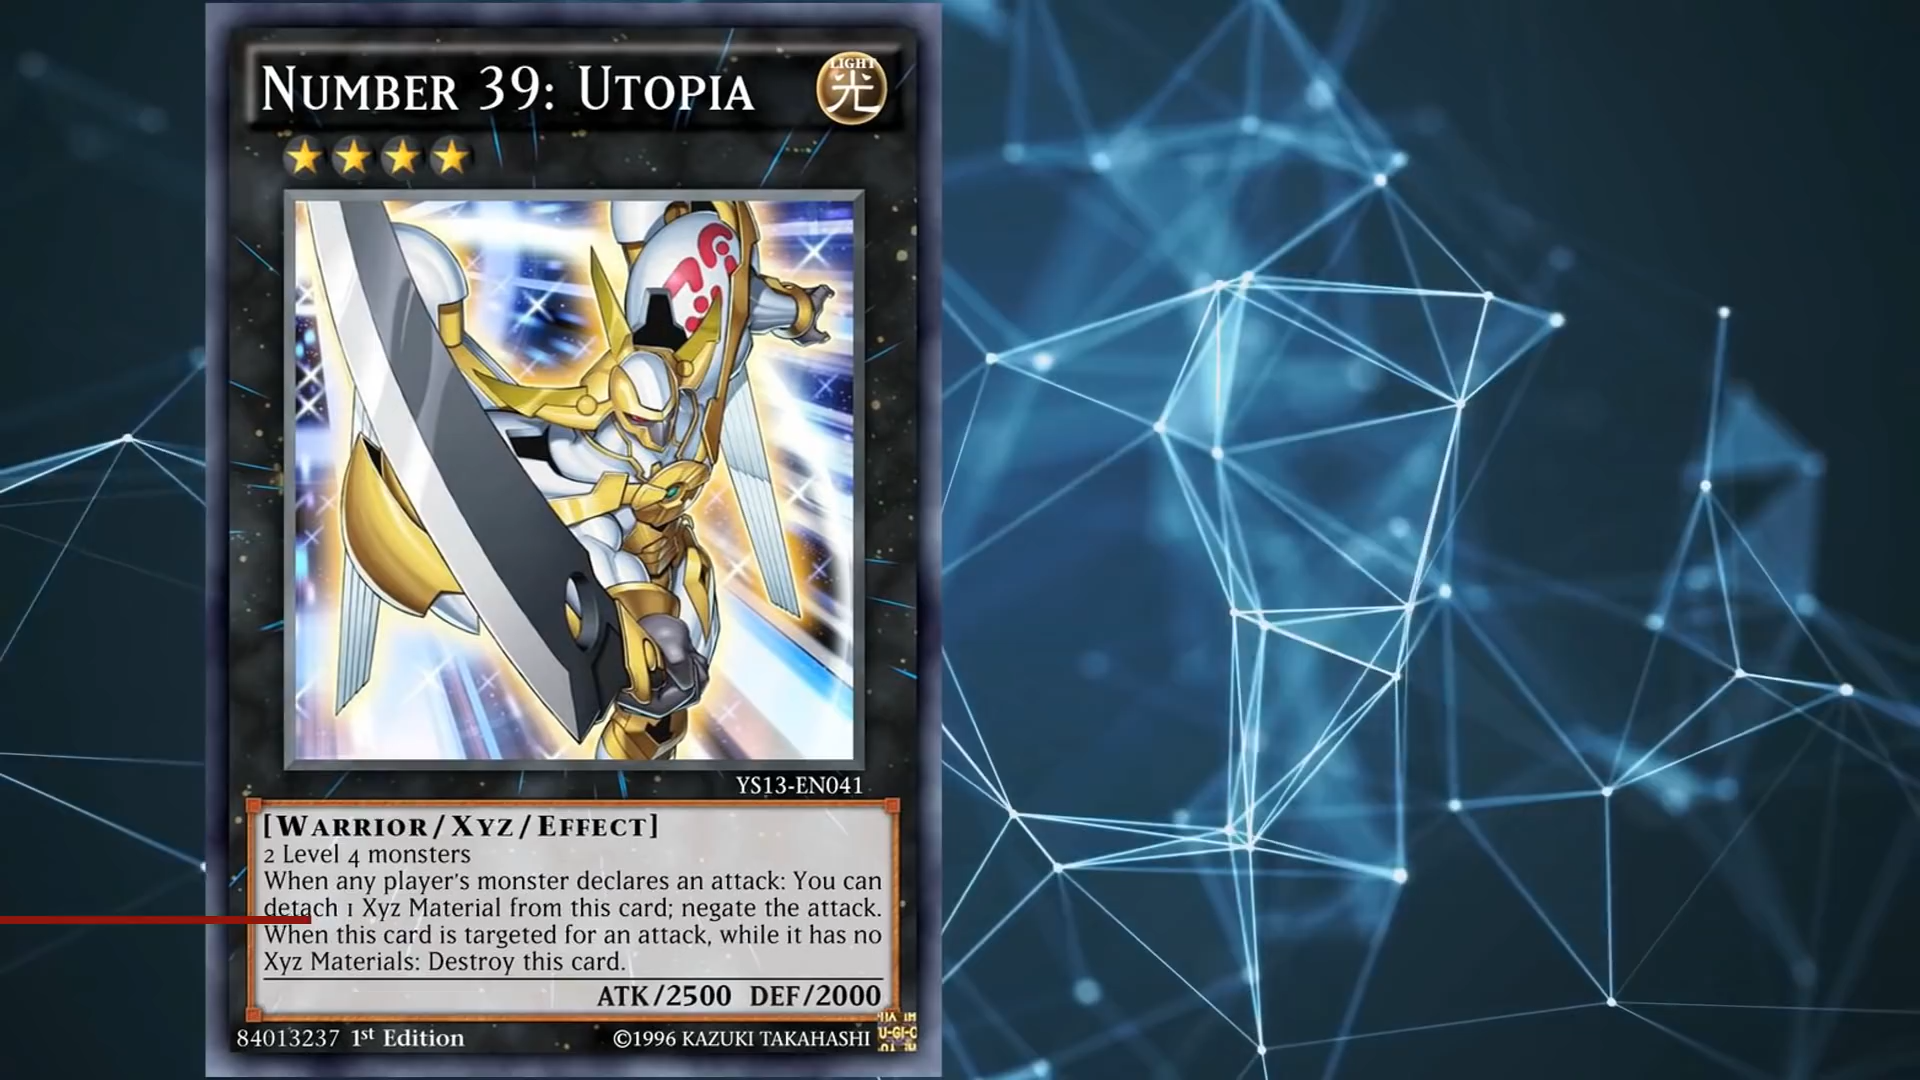 NUMBER 39: UTOPIA
LIGHT
光
YS13-EN041
[WARRIOR/XYZ/EFFECT]
2 Level 4 monsters
When any player's monster declares an attack: You can
detach 1 Xyz Material from this card; negate the attack.
When this card is targeted for an attack, while it has no
Xyz Materials: Destroy this card.
ATK/2500 DEF/2000
84013237 1st Edition
©1996 KAZUKI TAKAHASHI